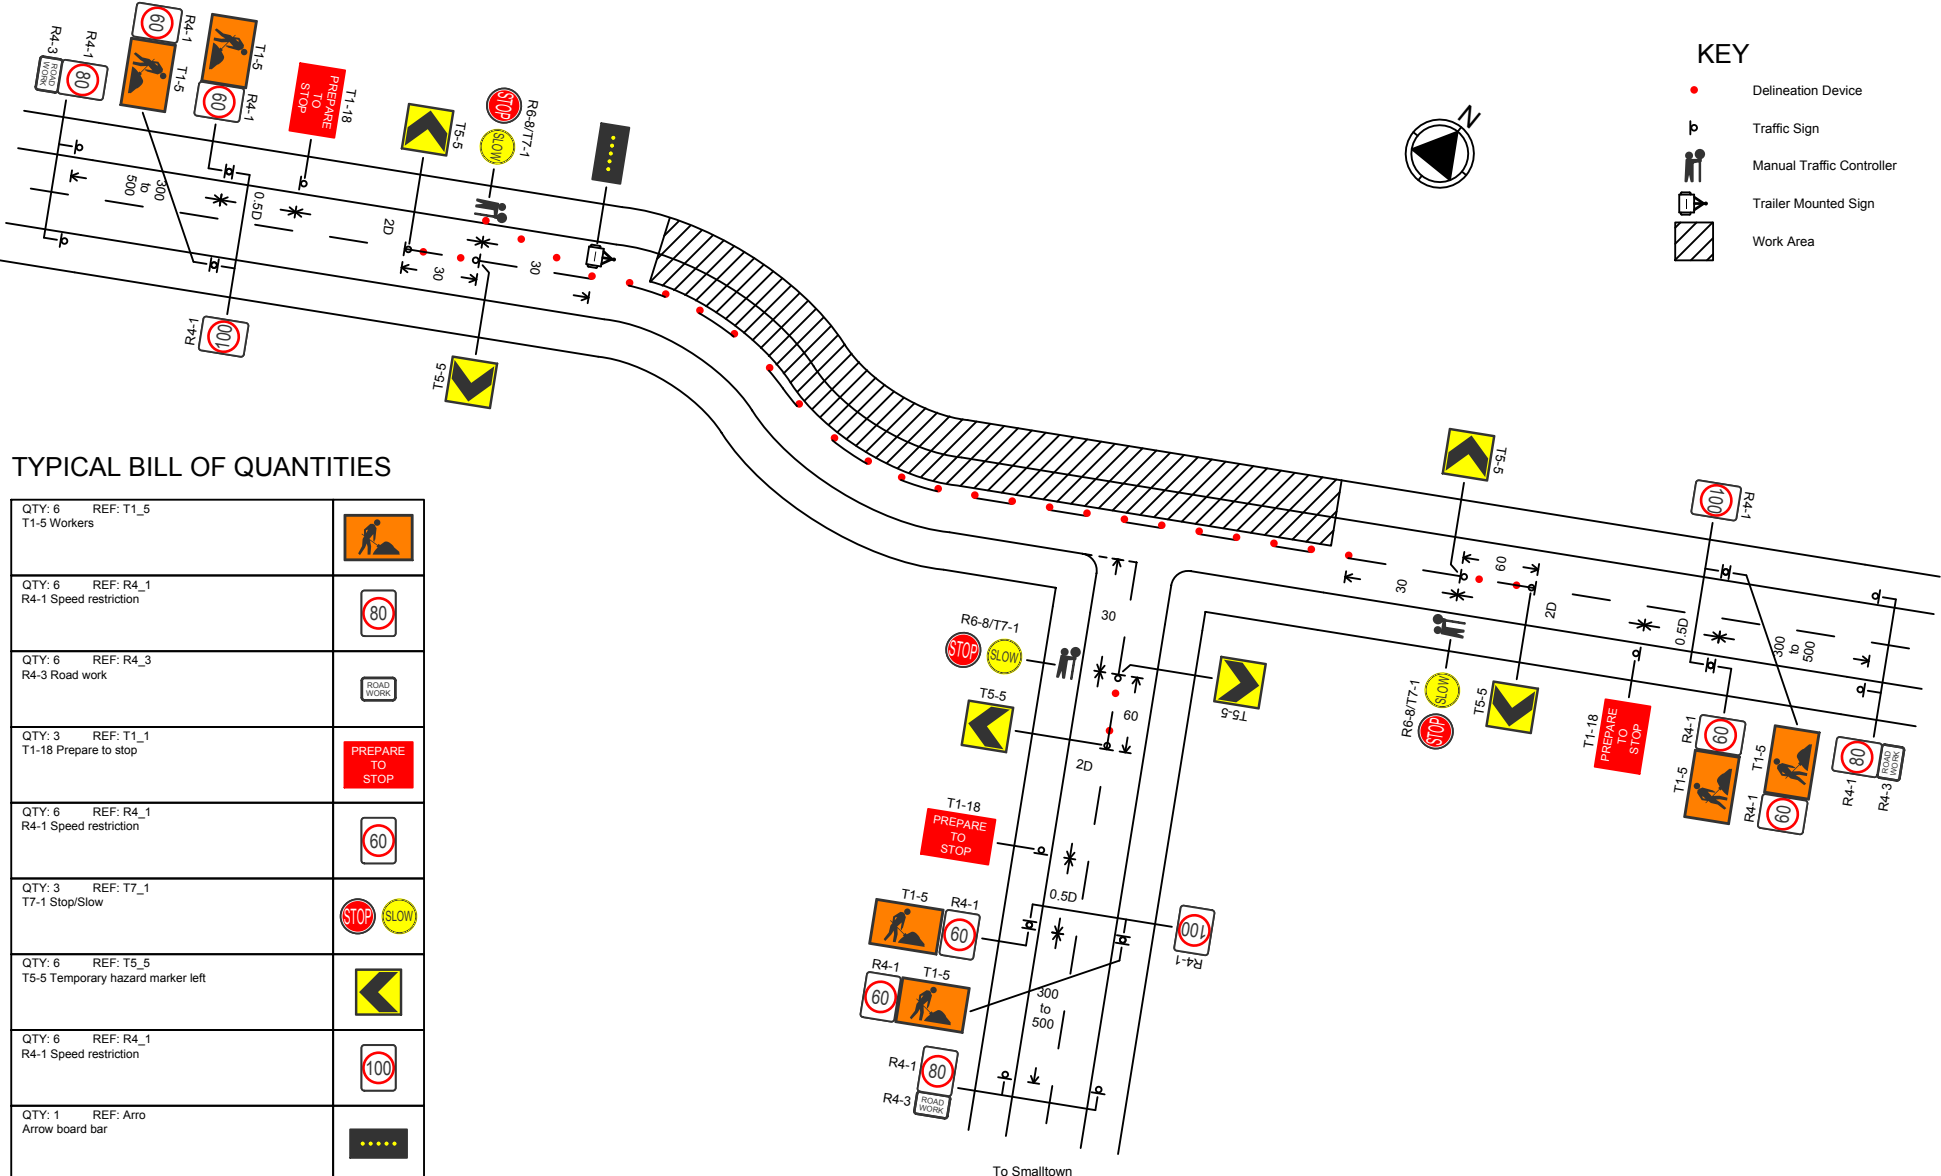 KEY
Delineation Device
Traffic Sign
Manual Traffic Controller
Trailer Mounted Sign
Work Area
N
R4-3
R4-1
ROAD
WORK
80
60
R4-1
T1-5
T1-5
60
R4-1
T1-18
PREPARE
TO
STOP
T5-5
STOP
SLOW
R6-8/T7-1
300
to
500
0.5D
2D
30
30
R4-1
100
T5-5
TYPICAL BILL OF QUANTITIES
QTY: 6 REF: T1_5
T1-5 Workers
QTY: 6 REF: R4_1
R4-1 Speed restriction
80
QTY: 6 REF: R4_3
R4-3 Road work
ROAD
WORK
QTY: 3 REF: T1_1
T1-18 Prepare to stop
PREPARE
TO
STOP
QTY: 6 REF: R4_1
R4-1 Speed restriction
60
QTY: 3 REF: T7_1
T7-1 Stop/Slow
STOP
SLOW
QTY: 6 REF: T5_5
T5-5 Temporary hazard marker left
QTY: 6 REF: R4_1
R4-1 Speed restriction
100
QTY: 1 REF: Arro
Arrow board bar
T5-5
R4-1
100
30
60
2D
0.5D
300
to
500
R6-8/T7-1
SLOW
STOP
T5-5
T1-18
PREPARE
TO
STOP
R4-1
60
T1-5
T1-5
R4-1
60
80
R4-1
ROAD
WORK
R4-3
30
R6-8/T7-1
STOP
SLOW
T5-5
T5-5
60
2D
T1-18
PREPARE
TO
STOP
0.5D
T1-5
R4-1
60
R4-1
T1-5
60
100
R4-1
300
to
500
R4-1
80
R4-3
ROAD
WORK
To Smalltown